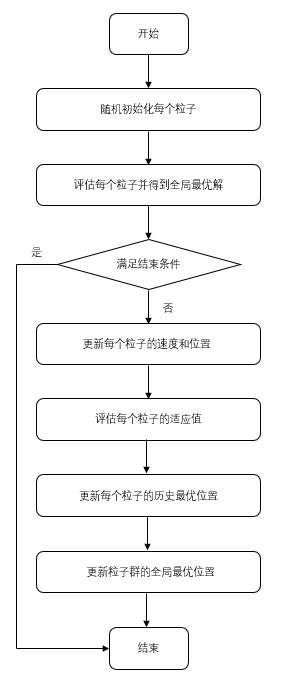 开始
随机初始化每个粒子
评估每个粒子并得到全局最优解
满足结束条件
是
否
更新每个粒子的速度和位置
评估每个粒子的适应值
更新每个粒子的历史最优位置
更新粒子群的全局最优位置
结束